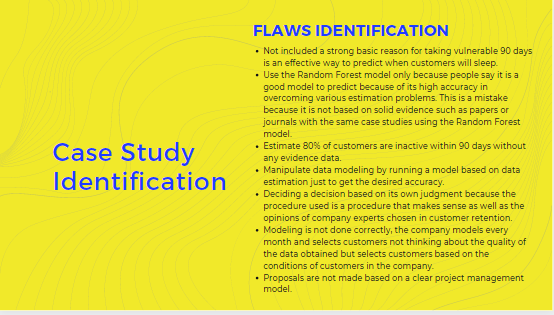 FLAWS IDENTIFICATION
• Not included a strong basic reason for taking vulnerable 90 days
is an effective way to predict when customers will sleep.
• Use the Random Forest model only because people say it is a
good model to predict because of its high accuracy in
overcoming various estimation problems. This is a mistake
because it is not based on solid evidence such as papers or
journals with the same case studies using the Random Forest
model.
• Estimate 80% of customers are inactive within 90 days without
any evidence data.
• Manipulate data modeling by running a model based on data
estimation just to get the desired accuracy.
• Deciding a decision based on its own judgment because the
procedure used is a procedure that makes sense as well as the
opinions of company experts chosen in customer retention.
• Modeling is not done correctly, the company models every
month and selects customers not thinking about the quality of
the data obtained but selects customers based on the
conditions of customers in the company.
• Proposals are not made based on a clear project management
model.
Case Study
Identification